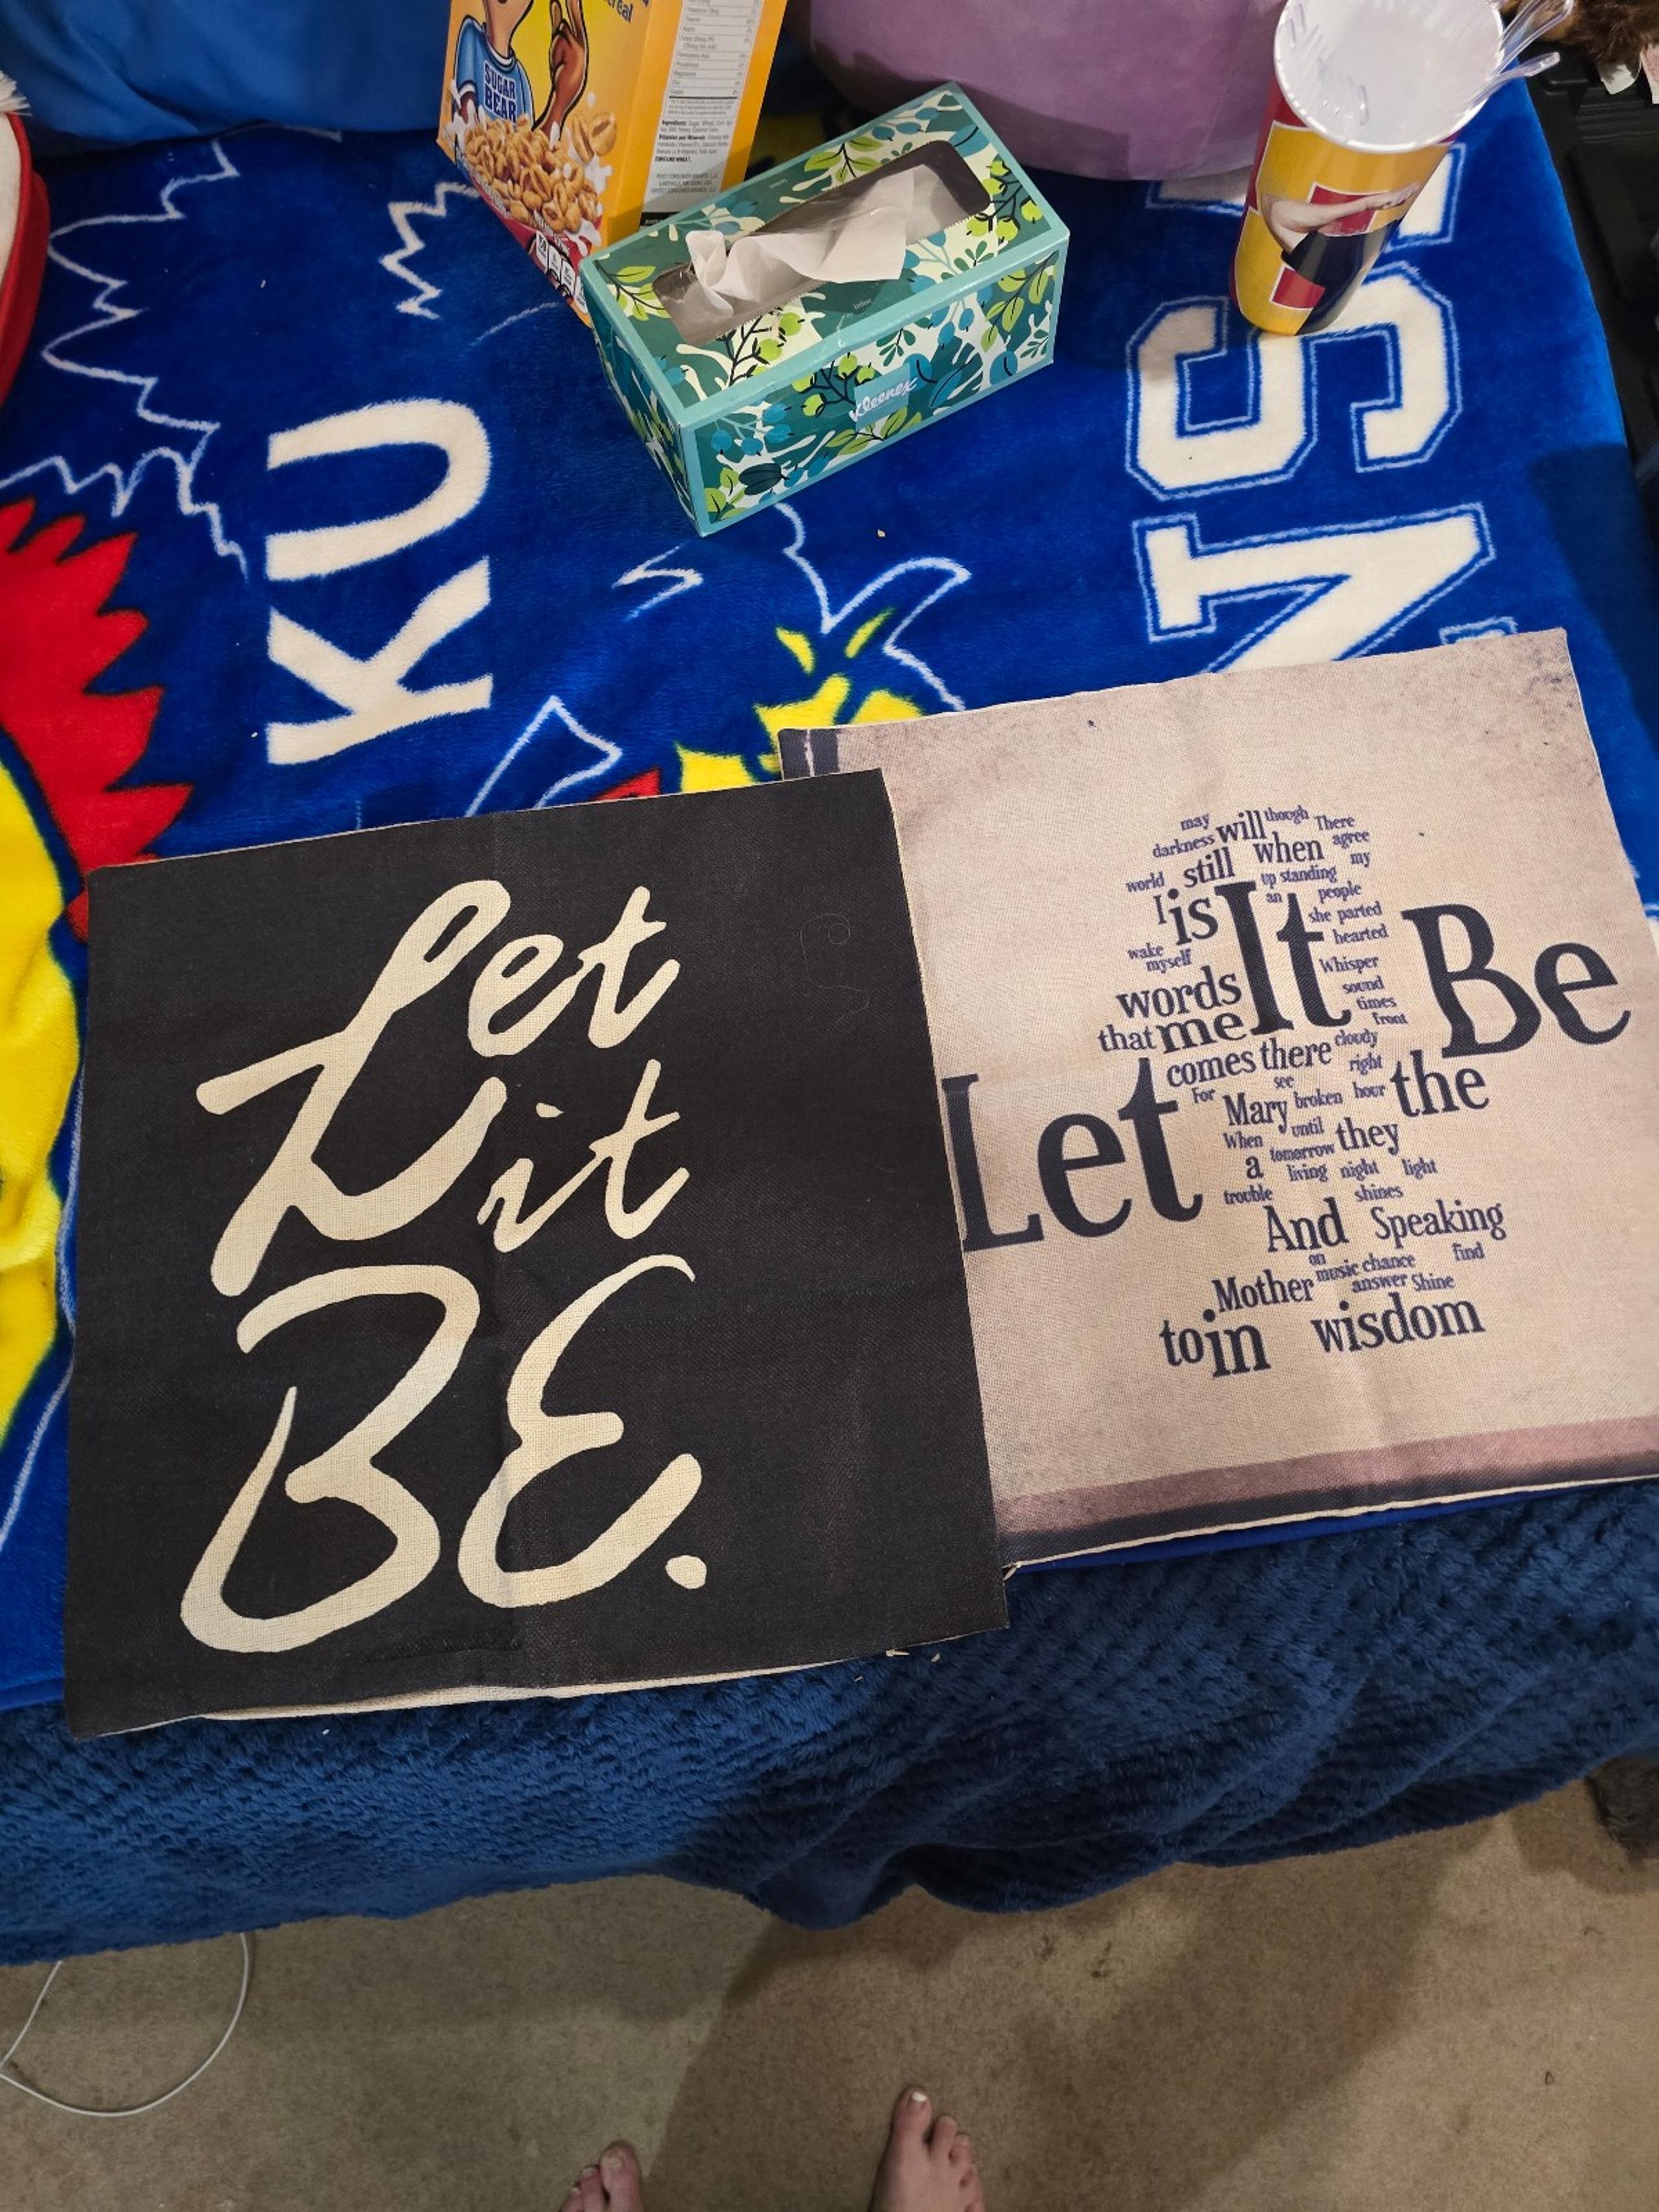 SUGAR
BEAR
Kleenex
KU
Let
it
BE.
may will though There
darkness still when agree
world up standing my
I is an people
It she parted
wake hearted
myself Whisper
words sound
that me times
front
Be
comes there cloudy
see right
Let
For Mary broken hour the
When until they
a tomorrow
living night light
trouble shines
And Speaking
on music chance find
Mother answer Shine
to in wisdom